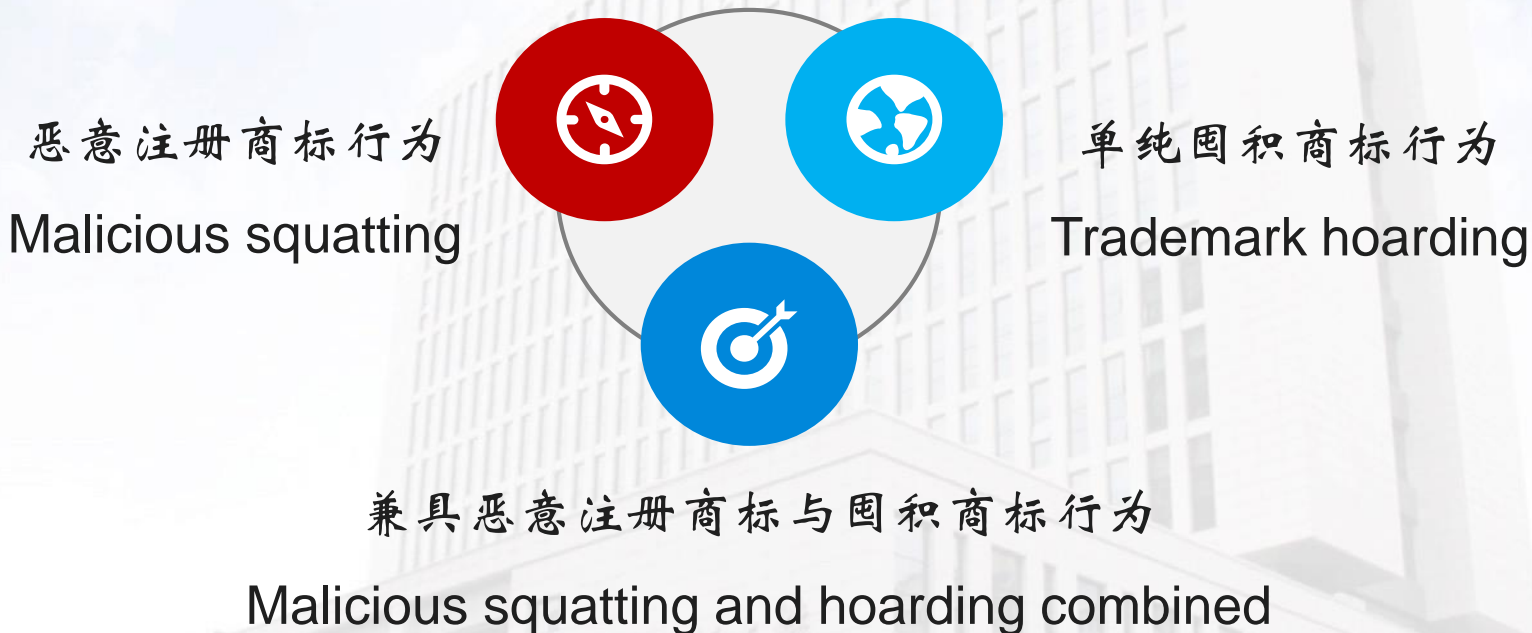 恶意注册商标行为
Malicious squatting
单纯囤积商标行为
Trademark hoarding
兼具恶意注册商标与囤积商标行为
Malicious squatting and hoarding combined